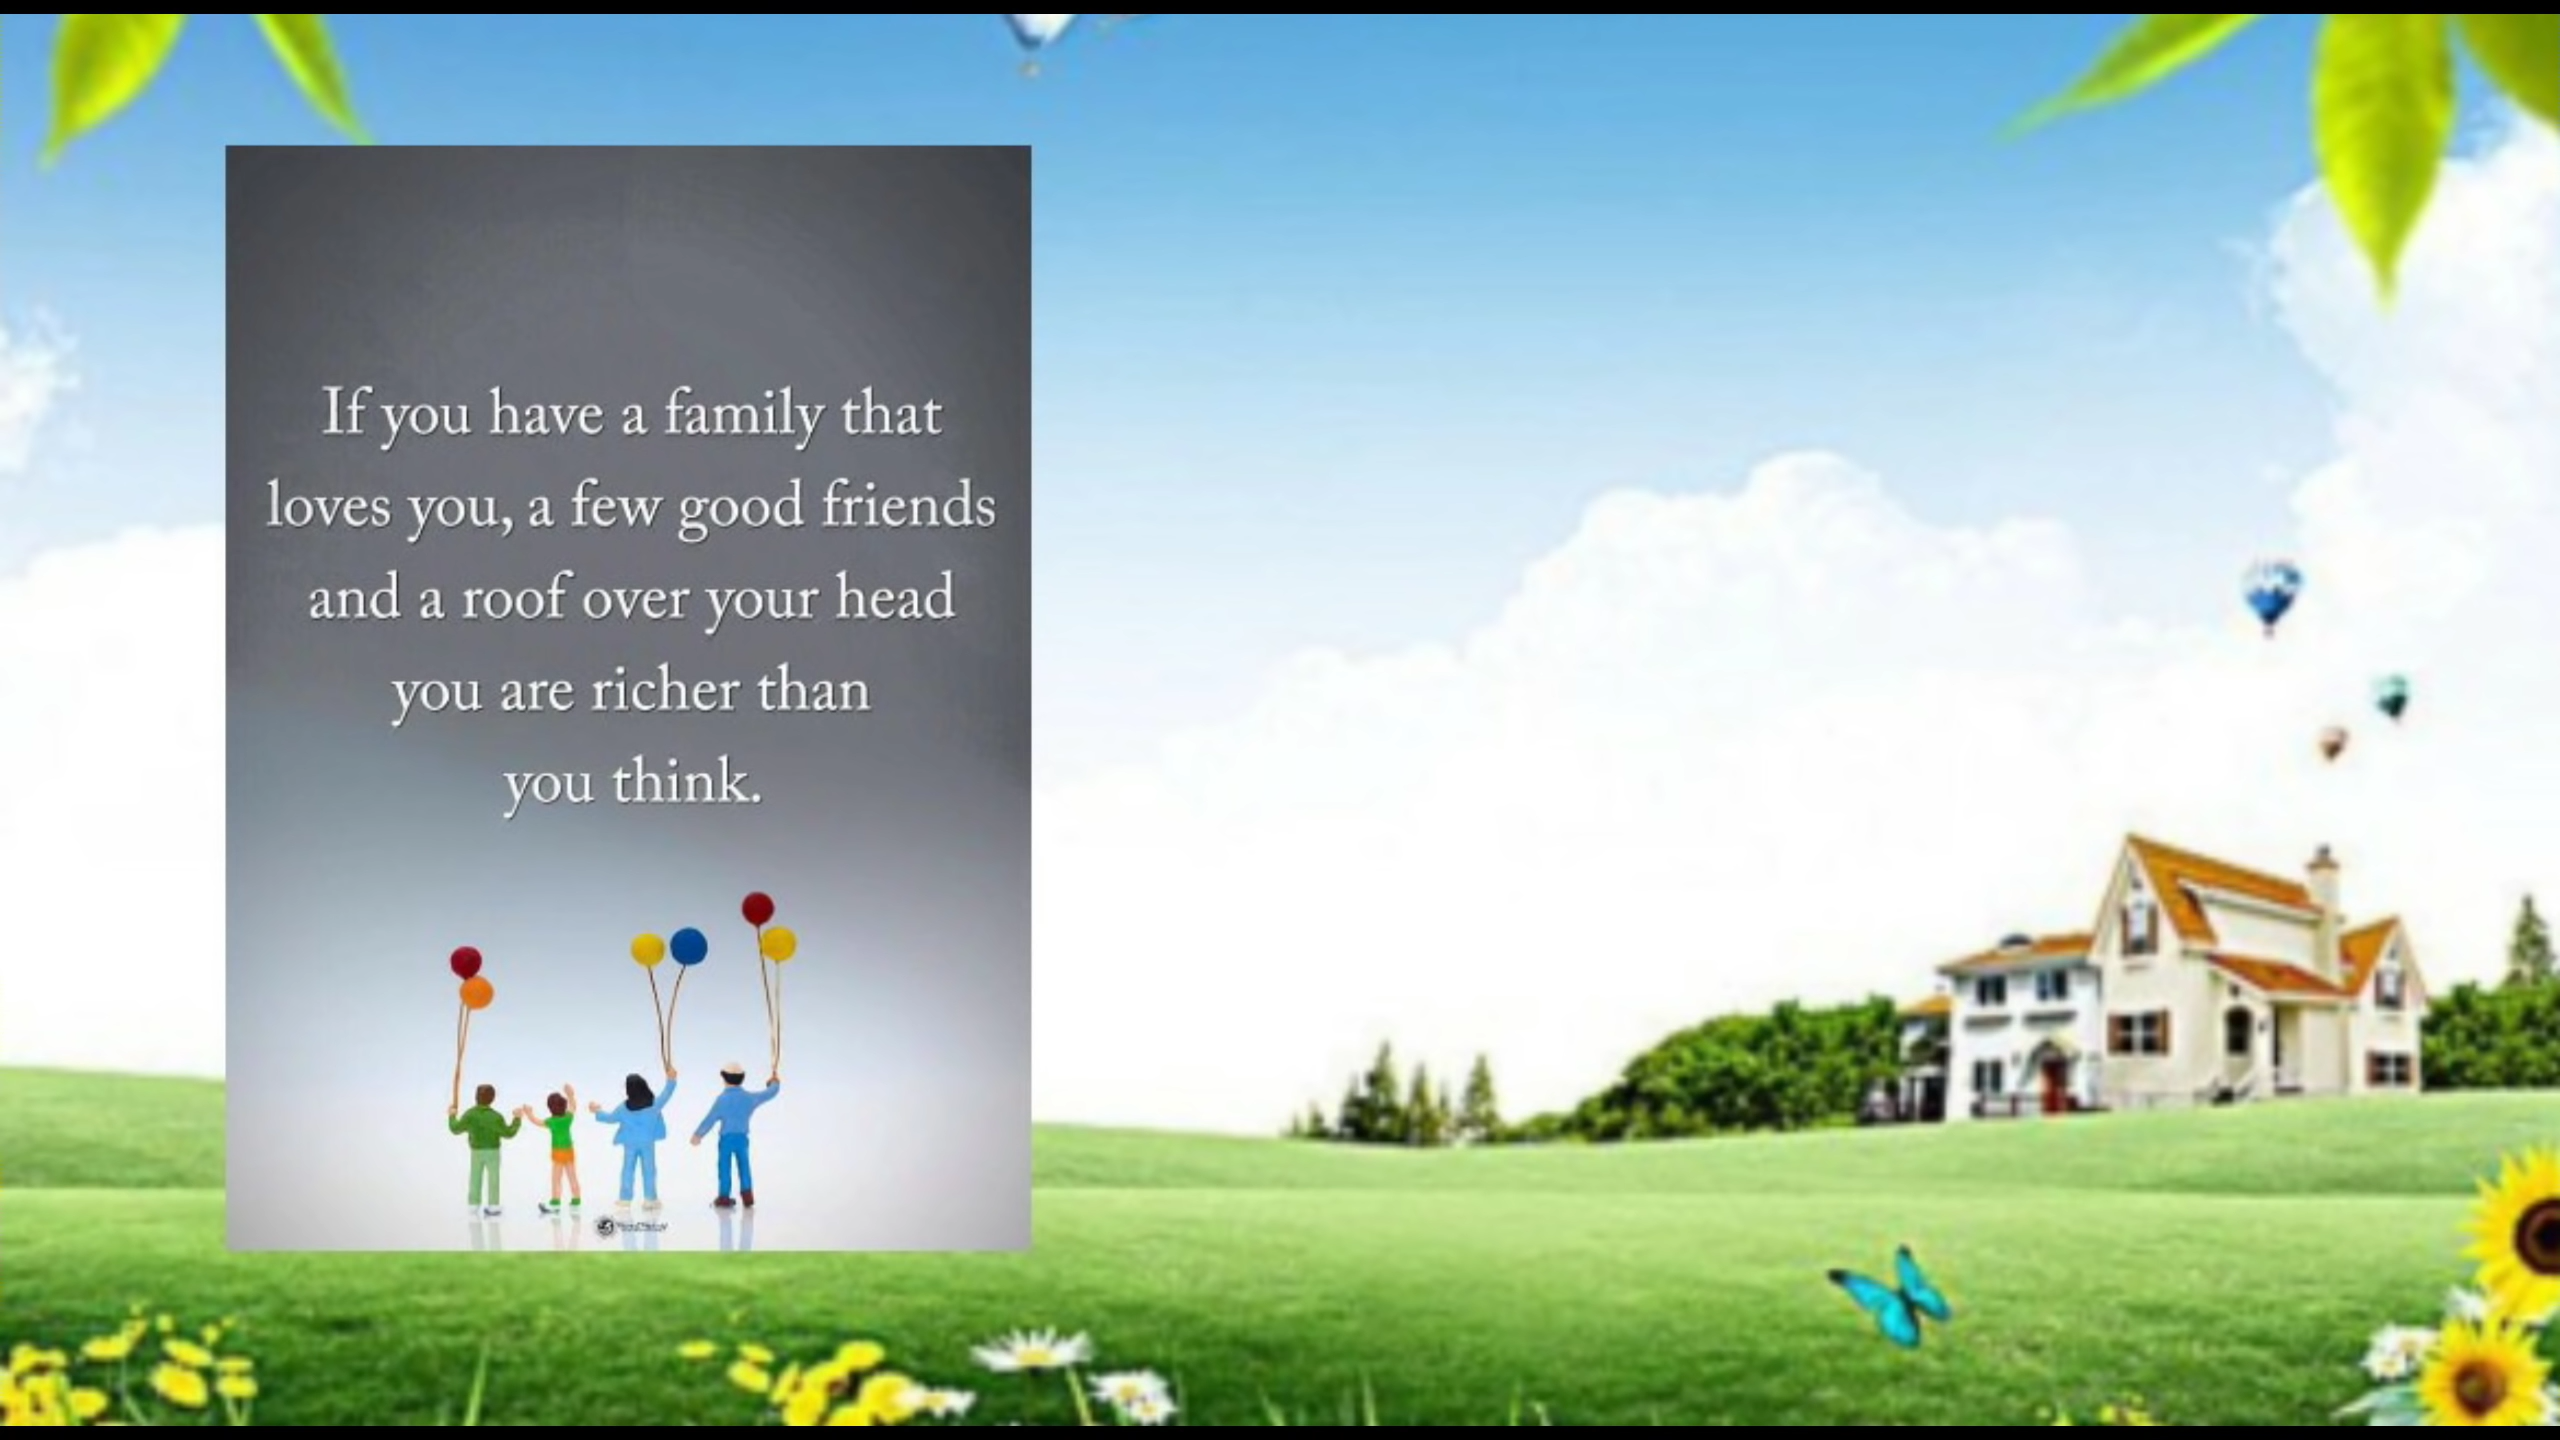 If you have a family that
loves you, a few good friends
and a roof over your head
you are richer than
you think.